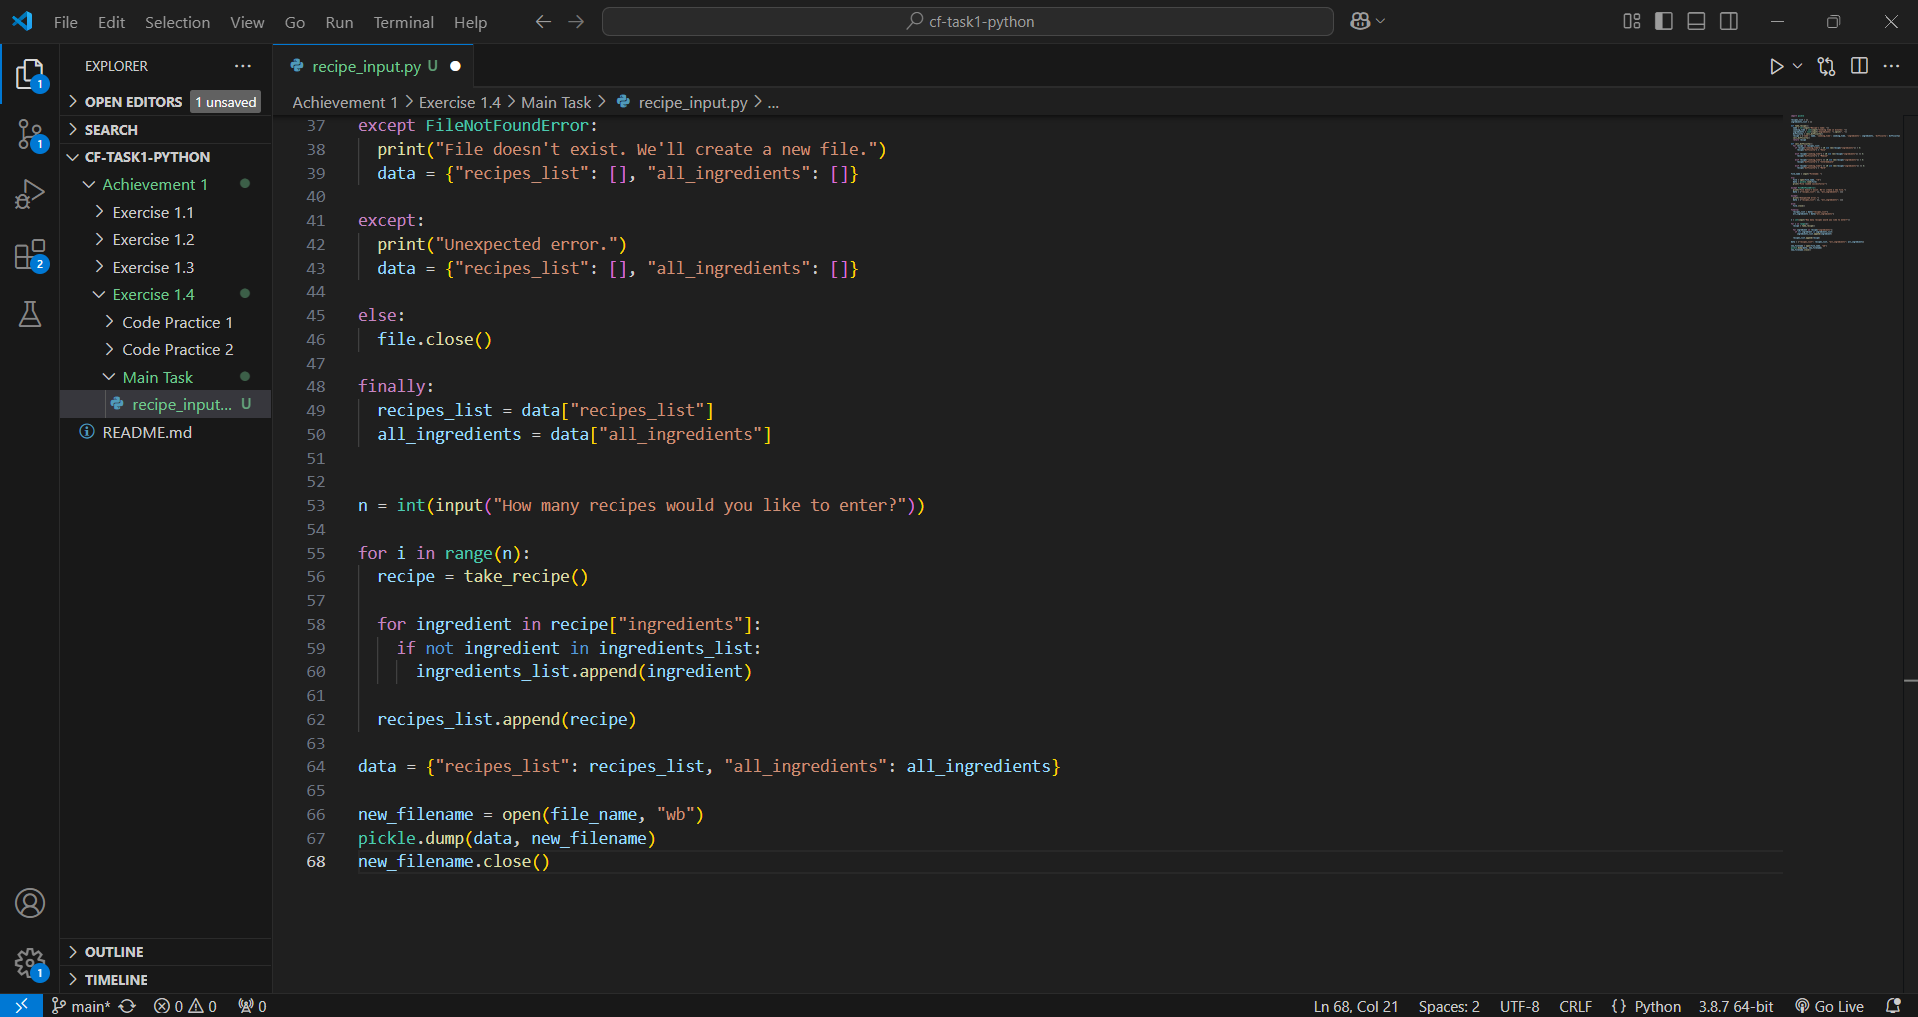 File Edit Selection View Go Run Terminal Help
cf-task1-python
EXPLORER
OPEN EDITORS 1 unsaved
SEARCH
CF-TASK1-PYTHON
Achievement 1
Exercise 1.1
Exercise 1.2
Exercise 1.3
Exercise 1.4
Code Practice 1
Code Practice 2
Main Task
recipe_input... U
README.md
OUTLINE
TIMELINE
1
1
2
1
recipe_input.py U
Achievement 1 > Exercise 1.4 > Main Task > recipe_input.py > ...
37 except FileNotFoundError:
38 print("File doesn't exist. We'll create a new file.")
39 data = {"recipes_list": [], "all_ingredients": []}
40
41 except:
42 print("Unexpected error.")
43 data = {"recipes_list": [], "all_ingredients": []}
44
45 else:
46 file.close()
47
48 finally:
49 recipes_list = data["recipes_list"]
50 all_ingredients = data["all_ingredients"]
51
52
53 n = int(input("How many recipes would you like to enter?"))
54
55 for i in range(n):
56 recipe = take_recipe()
57
58 for ingredient in recipe["ingredients"]:
59 if not ingredient in ingredients_list:
60 ingredients_list.append(ingredient)
61
62 recipes_list.append(recipe)
63
64 data = {"recipes_list": recipes_list, "all_ingredients": all_ingredients}
65
66 new_filename = open(file_name, "wb")
67 pickle.dump(data, new_filename)
68 new_filename.close()
main* 0 0 0 Ln 68, Col 21 Spaces: 2 UTF-8 CRLF {} Python 3.8.7 64-bit Go Live